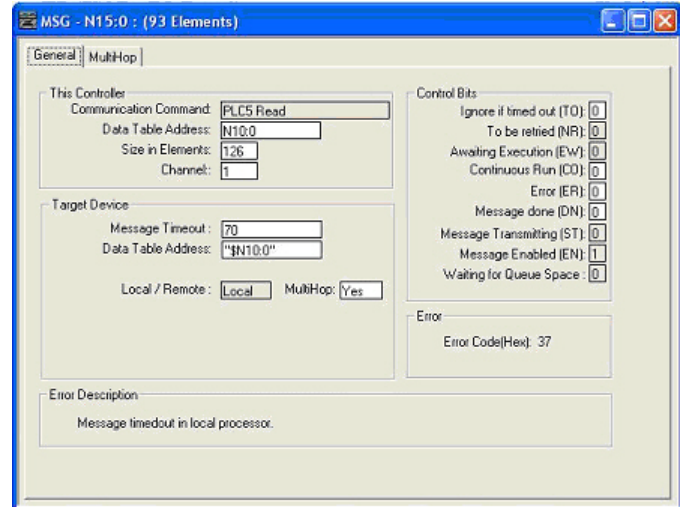 MSG - N15:0 : (93 Elements)
General MultiHop
This Controller
Communication Command: PLC5 Read
Data Table Address: N10:0
Size in Elements: 126
Channel: 1
Target Device
Message Timeout : 70
Data Table Address: "$N10:0"
Local / Remote : Local MultiHop: Yes
Control Bits
Ignore if timed out (TO): 0
To be retried (NR): 0
Awaiting Execution (EW): 0
Continuous Run (CO): 0
Error (ER): 0
Message done (DN): 0
Message Transmitting (ST): 0
Message Enabled (EN): 1
Waiting for Queue Space : 0
Error
Error Code(Hex): 37
Error Description
Message timedout in local processor.